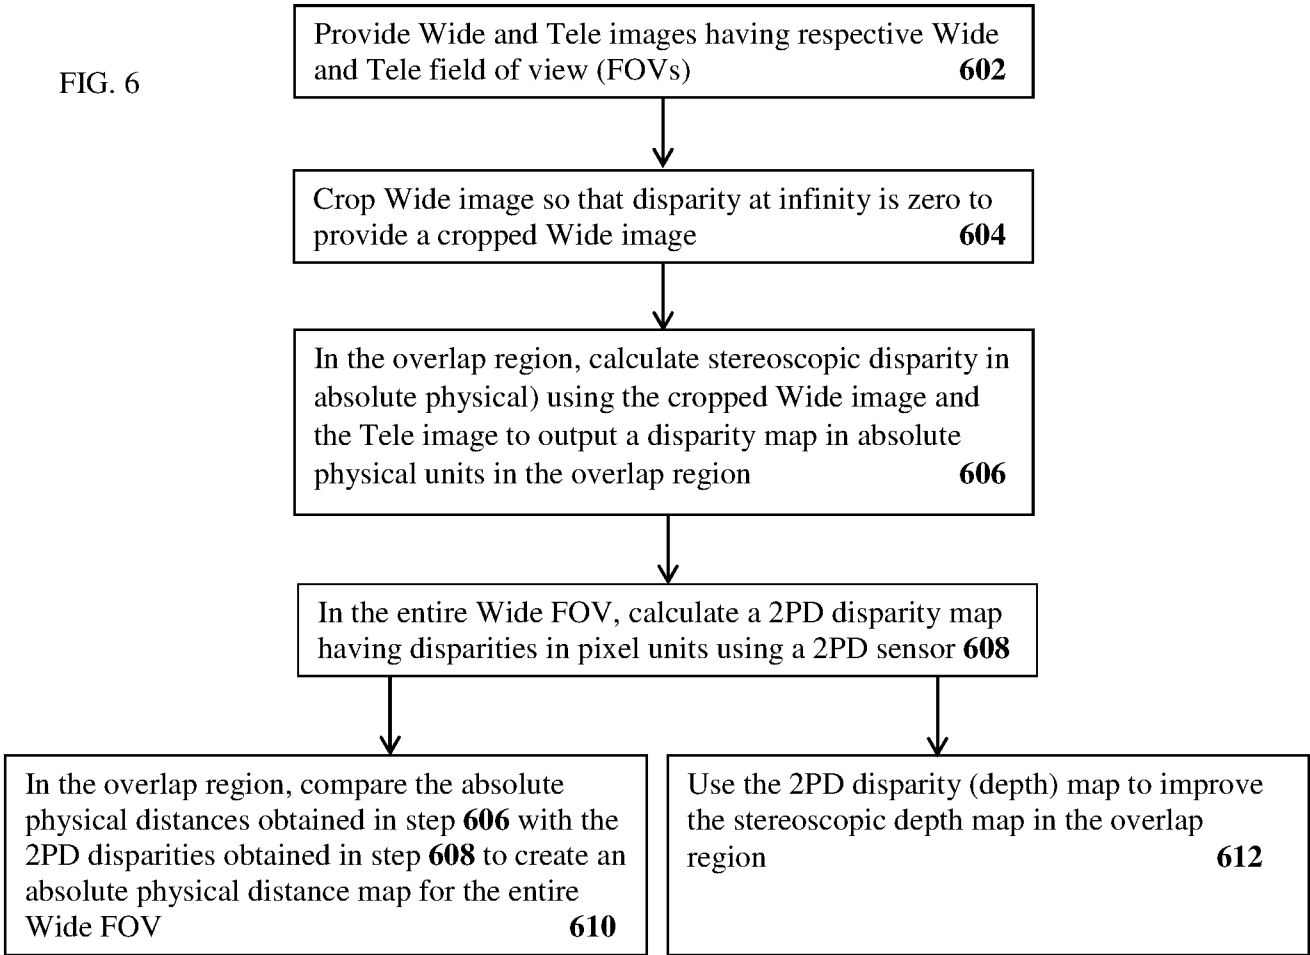 FIG. 6
Provide Wide and Tele images having respective Wide
and Tele field of view (FOVs) 602
Crop Wide image so that disparity at infinity is zero to
provide a cropped Wide image 604
In the overlap region, calculate stereoscopic disparity in
absolute physical) using the cropped Wide image and
the Tele image to output a disparity map in absolute
physical units in the overlap region 606
In the entire Wide FOV, calculate a 2PD disparity map
having disparities in pixel units using a 2PD sensor 608
In the overlap region, compare the absolute
physical distances obtained in step 606 with the
2PD disparities obtained in step 608 to create an
absolute physical distance map for the entire
Wide FOV 610
Use the 2PD disparity (depth) map to improve
the stereoscopic depth map in the overlap
region 612